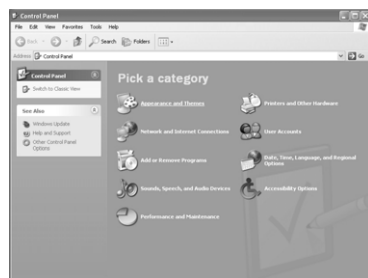 Control Panel
File Edit View Favorites Tools Help
Back Search Folders
Address Control Panel Go
Control Panel
Switch to Classic View
See Also
Windows Update
Help and Support
Other Control Panel
Options
Pick a category
Appearance and Themes
Printers and Other Hardware
Network and Internet Connections
User Accounts
Add or Remove Programs
Date, Time, Language, and Regional
Options
Sounds, Speech, and Audio Devices
Accessibility Options
Performance and Maintenance